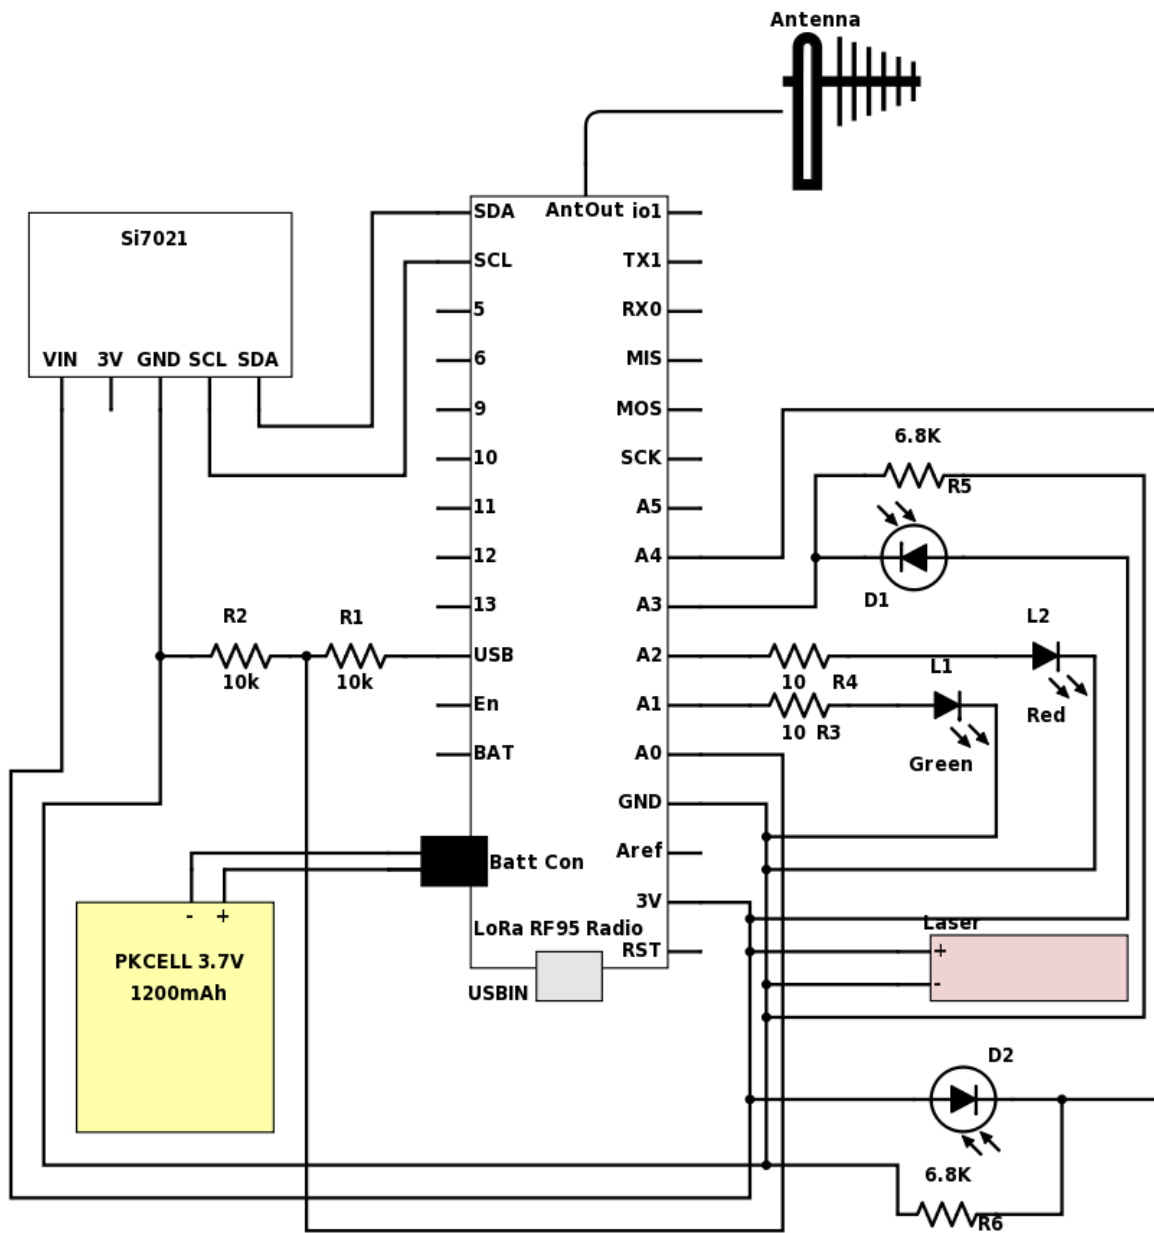 Antenna
SDA AntOut io1
Si7021
SCL TX1
5 RX0
VIN 3V GND SCL SDA
6 MIS
9 MOS
6.8K
10 SCK
R5
11 A5
12 A4
D1
13 A3
R2 R1 L2
USB A2
10k 10k
L1
10 R4
En A1
Red
10 R3
BAT A0
Green
GND
Batt Con Aref
3V
- +
LoRa RF95 Radio
Laser
RST
+
PKCELL 3.7V
1200mAh
-
USBIN
D2
6.8K
R6